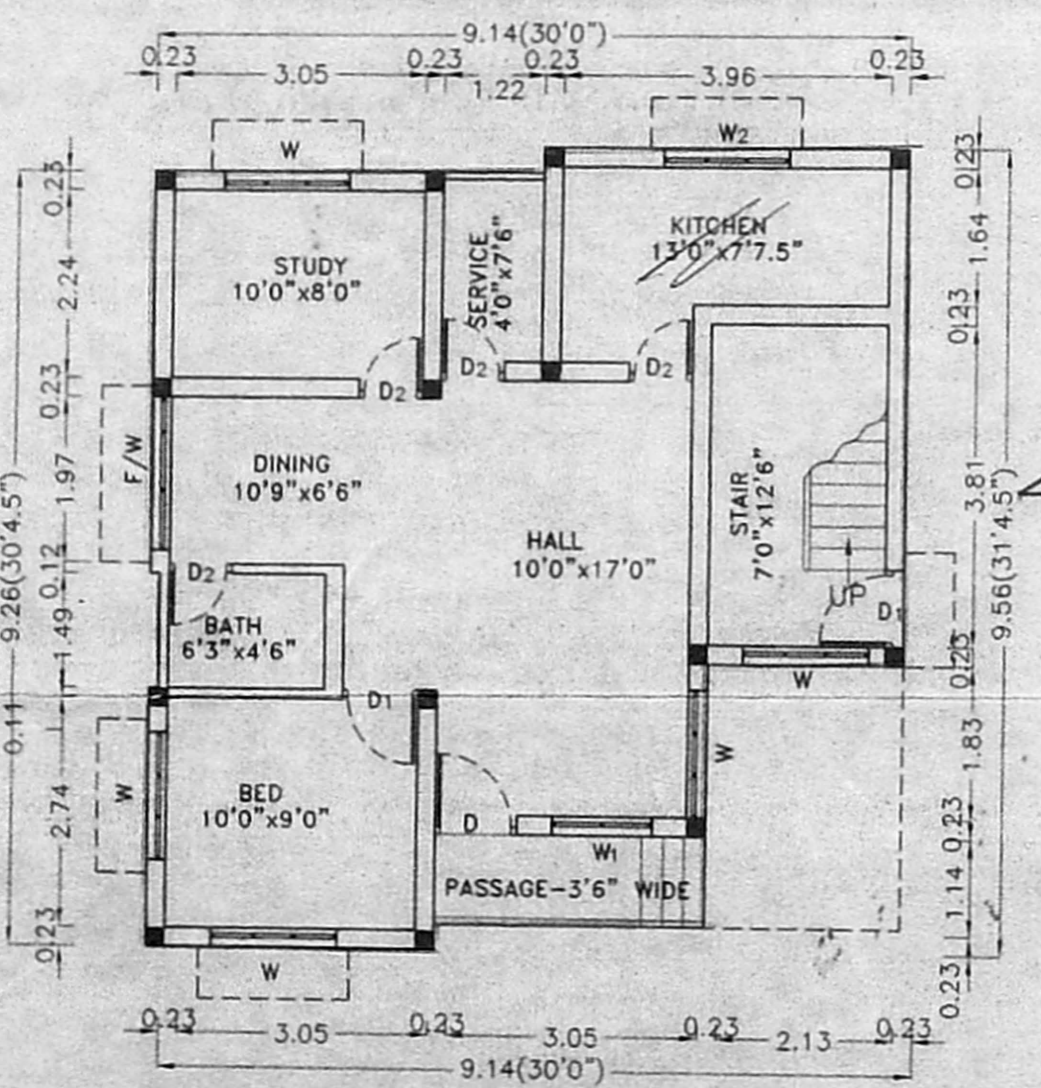 9.14(30'0")
0.23
3.05
0.23
1.22
0.23
3.96
0.23
W
W2
0.23
0.23
2.24
STUDY
10'0"x8'0"
SERVICE
4'0"x7'6"
KITCHEN
13'0"x7'7.5"
1.64
0.23
D2
D2
D2
0.23
F/W
1.97
DINING
10'9"x6'6"
HALL
10'0"x17'0"
STAIR
7'0"x12'6"
3.81
9.56(31'4.5")
9.26(30'4.5")
0.12
D2
1.49
BATH
6'3"x4'6"
UP
D1
0.23
W
D1
0.11
W
2.74
BED
10'0"x9'0"
W
1.83
D
W1
0.23
PASSAGE-3'6" WIDE
1.14
0.23
W
0.23
0.23
3.05
0.23
3.05
0.23
2.13
0.23
9.14(30'0")